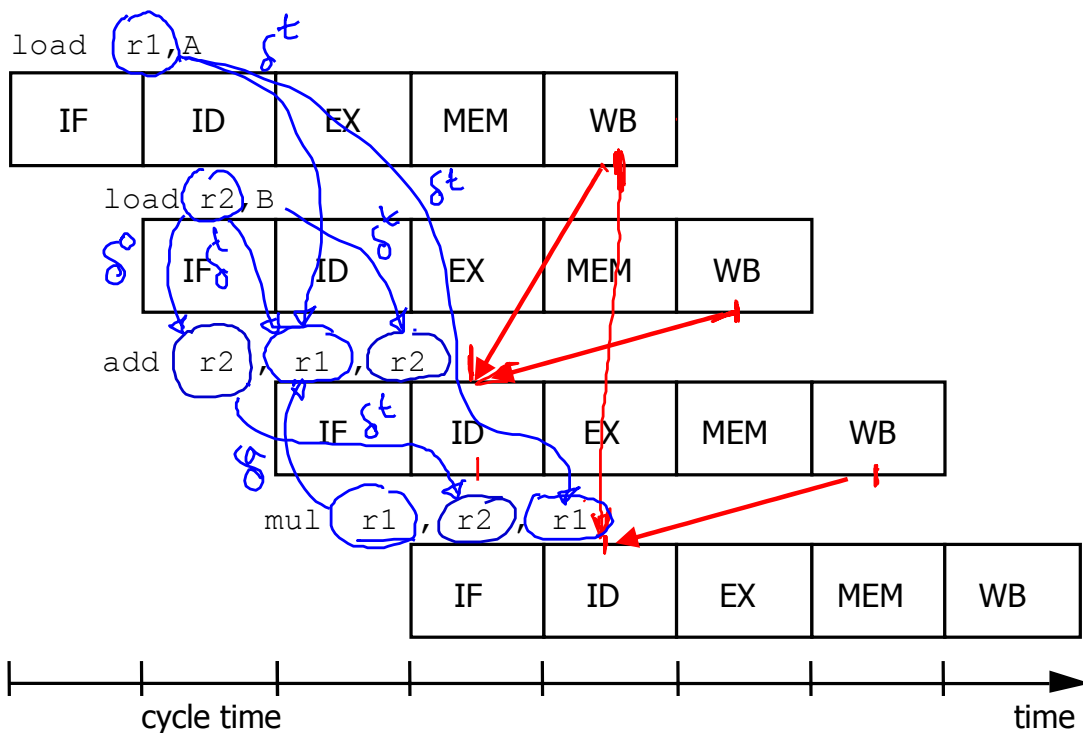 load r1,A δt
IF ID EX MEM WB
load r2,B δt
δo δt δt
IF ID EX MEM WB
add r2,r1,r2
IF δt ID EX MEM WB
δa
mul r1,r2,r1
IF ID EX MEM WB
cycle time time